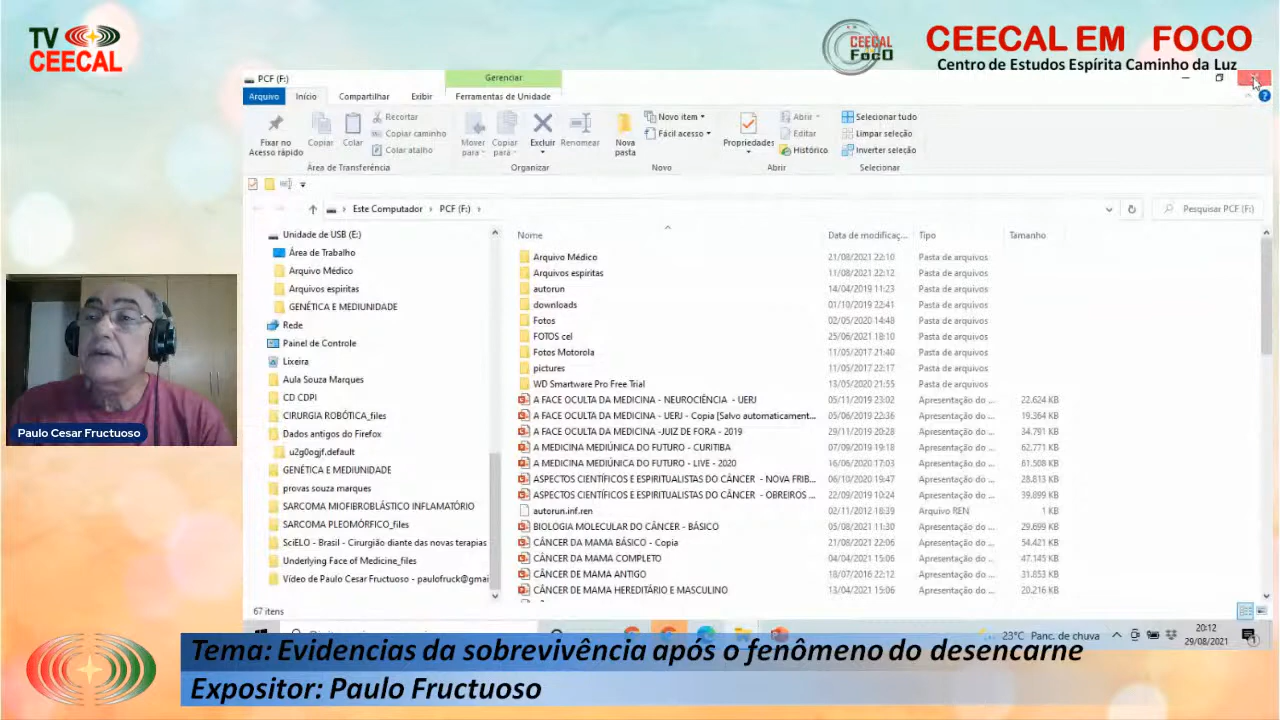 TV
CEECAL
CEECAL
FoCO
CEECAL EM FOCO
Centro de Estudos Espírita Caminho da Luz
PCF (F:)
Gerenciar
Arquivo Início Compartilhar Exibir Ferramentas de Unidade
Fixar no
Acesso rápido
Copiar
Colar
Recortar
Copiar caminho
Colar atalho
Mover
para
Copiar
para
Excluir
Renomear
Nova
pasta
Novo item
Fácil acesso
Propriedades
Abrir
Editar
Histórico
Selecionar tudo
Limpar seleção
Inverter seleção
Área de Transferência Organizar Novo Abrir Selecionar
Este Computador PCF (F:)
Pesquisar PCF (F:)
Unidade de USB (E:)
Área de Trabalho
Arquivo Médico
Arquivos espiritas
GENÉTICA E MEDIUNIDADE
Rede
Painel de Controle
Lixeira
Aula Souza Marques
CD CDPI
CIRURGIA ROBÓTICA_files
Dados antigos do Firefox
u2g0ogjf.default
GENÉTICA E MEDIUNIDADE
provas souza marques
SARCOMA MIOFIBROBLÁSTICO INFLAMATÓRIO
SARCOMA PLEOMÓRFICO_files
SciELO - Brasil - Cirurgião diante das novas terapias
Underlying Face of Medicine_files
Vídeo de Paulo Cesar Fructuoso - paulofruck@gmai
Nome Data de modificaç... Tipo Tamanho
Arquivo Médico 21/08/2021 22:10 Pasta de arquivos
Arquivos espiritas 11/08/2021 22:12 Pasta de arquivos
autorun 14/04/2019 11:23 Pasta de arquivos
downloads 01/10/2019 22:41 Pasta de arquivos
Fotos 02/05/2020 14:48 Pasta de arquivos
FOTOS cel 25/06/2021 18:10 Pasta de arquivos
Fotos Motorola 11/05/2017 21:40 Pasta de arquivos
pictures 11/05/2017 22:17 Pasta de arquivos
WD Smartware Pro Free Trial 13/05/2020 21:55 Pasta de arquivos
A FACE OCULTA DA MEDICINA - NEUROCIÊNCIA - UERJ 05/11/2019 23:02 Apresentação do ... 22.624 KB
A FACE OCULTA DA MEDICINA - UERJ - Copia [Salvo automaticament... 05/06/2019 22:36 Apresentação do ... 19.364 KB
A FACE OCULTA DA MEDICINA -JUIZ DE FORA - 2019 29/11/2019 20:28 Apresentação do ... 34.791 KB
A MEDICINA MEDIÚNICA DO FUTURO - CURITIBA 07/09/2019 19:18 Apresentação do ... 62.771 KB
A MEDICINA MEDIÚNICA DO FUTURO - LIVE - 2020 16/06/2020 17:03 Apresentação do ... 61.508 KB
ASPECTOS CIENTÍFICOS E ESPIRITUALISTAS DO CÂNCER - NOVA FRIB... 06/10/2020 19:47 Apresentação do ... 28.813 KB
ASPECTOS CIENTÍFICOS E ESPIRITUALISTAS DO CÂNCER - OBREIROS ... 22/09/2019 10:24 Apresentação do ... 39.899 KB
autorun.inf.ren 02/11/2012 18:39 Arquivo REN 1 KB
BIOLOGIA MOLECULAR DO CÂNCER - BÁSICO 05/08/2021 11:30 Apresentação do ... 29.699 KB
CÂNCER DA MAMA BÁSICO - Copia 21/08/2021 22:06 Apresentação do ... 54.421 KB
CÂNCER DA MAMA COMPLETO 04/04/2021 15:06 Apresentação do ... 47.145 KB
CÂNCER DE MAMA ANTIGO 18/07/2016 22:12 Apresentação do ... 31.853 KB
CÂNCER DE MAMA HEREDITÁRIO E MASCULINO 13/04/2021 15:06 Apresentação do ... 20.216 KB
67 itens
Paulo Cesar Fructuoso
23°C Panc. de chuva
20:12
29/08/2021
Tema: Evidencias da sobrevivência após o fenômeno do desencarne
Expositor: Paulo Fructuoso